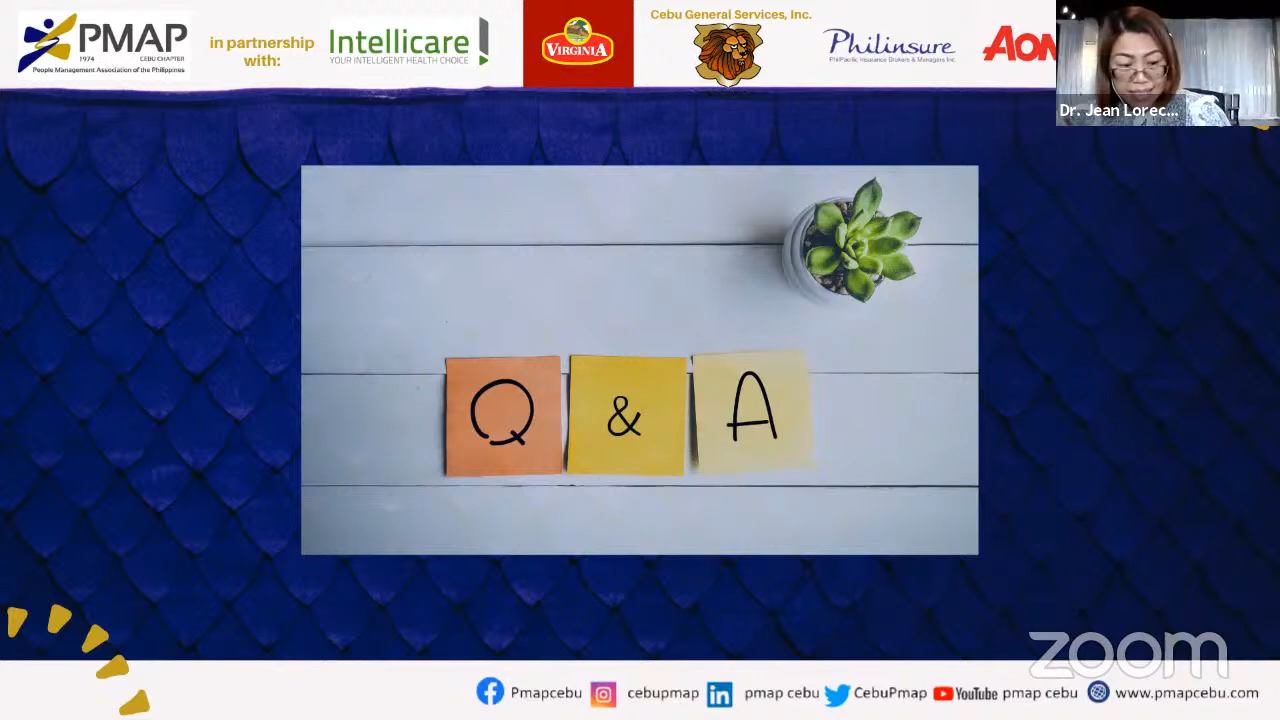 PMAP
1974
CEBU CHAPTER
People Management Association of the Philippines
in partnership
with:
Intellicare
YOUR INTELLIGENT HEALTH CHOICE
VIRGINIA
Cebu General Services, Inc.
Philinsure
PhilPacific Insurance Brokers & Managers Inc.
AON
Dr. Jean Lorec...
Q & A
zoom
Pmapcebu
cebupmap
pmap cebu
CebuPmap
YouTube pmap cebu
www.pmapcebu.com